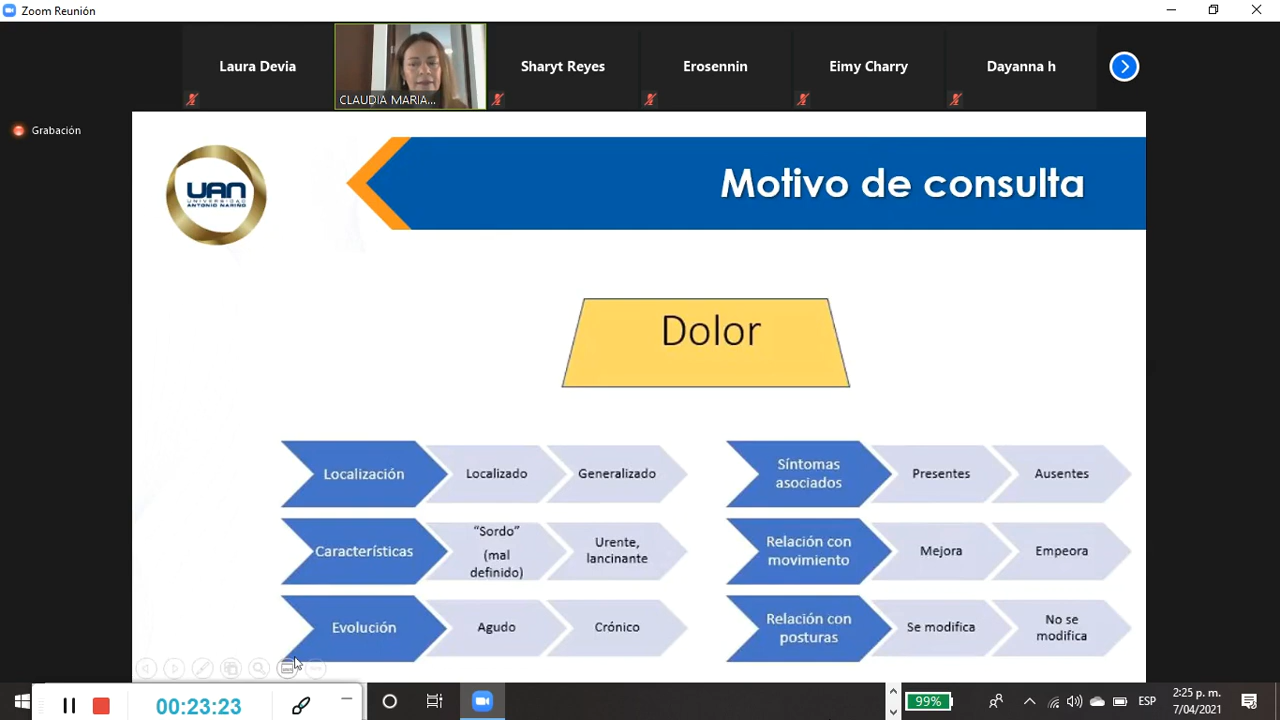 Zoom Reunión
Laura Devia
CLAUDIA MARIA...
Sharyt Reyes
Erosennin
Eimy Charry
Dayanna h
Grabación
UAN
UNIVERSIDAD
ANTONIO NARIÑO
Motivo de consulta
Dolor
Localización
Localizado
Generalizado
Síntomas
asociados
Presentes
Ausentes
Características
“Sordo”
(mal
definido)
Urente,
lancinante
Relación con
movimiento
Mejora
Empeora
Evolución
Agudo
Crónico
Relación con
posturas
Se modifica
No se
modifica
00:23:23
99%
ESP
2:25 p. m.
7/04/2021